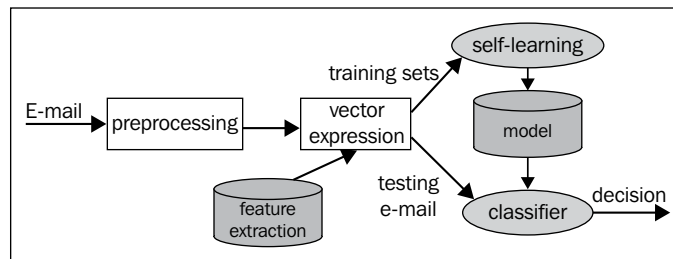 self-learning
training sets
E-mail
preprocessing
vector
expression
model
testing
e-mail
feature
extraction
classifier
decision